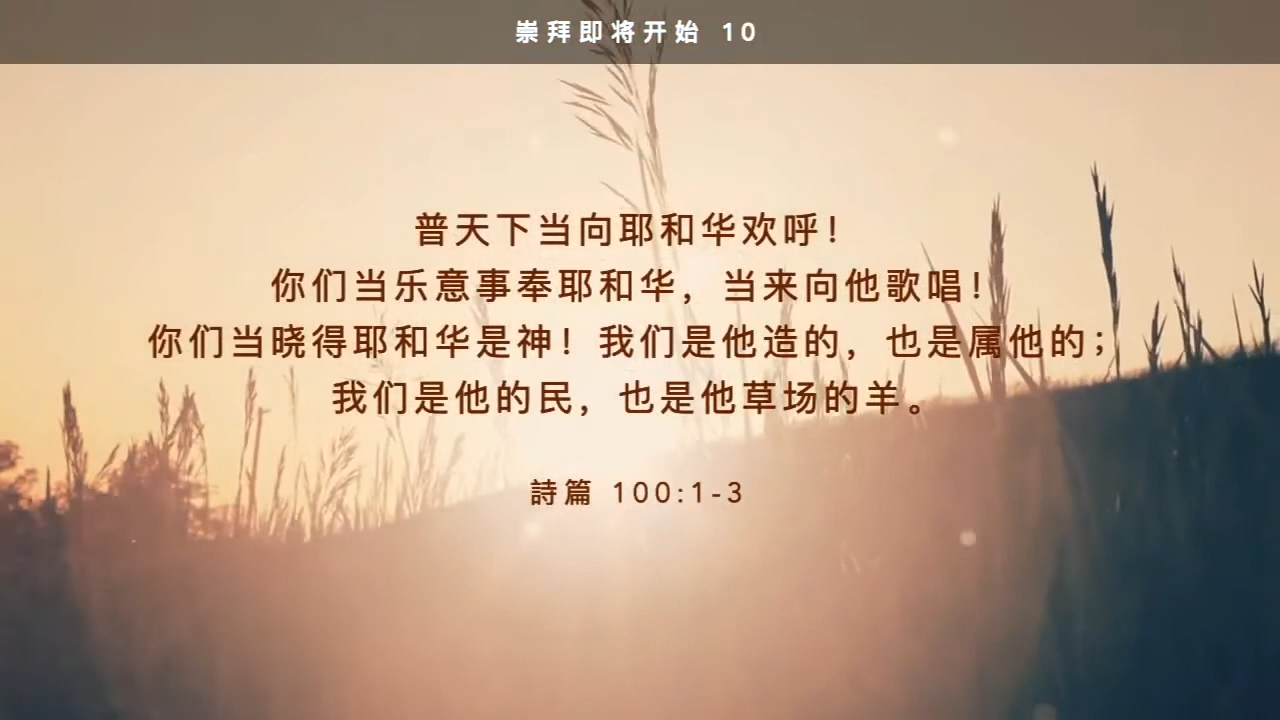 崇拜即将开始 10
普天下当向耶和华欢呼！
你们当乐意事奉耶和华，当来向他歌唱！
你们当晓得耶和华是神！我们是他造的，也是属他的；
我们是他的民，也是他草场的羊。
詩篇 100:1-3